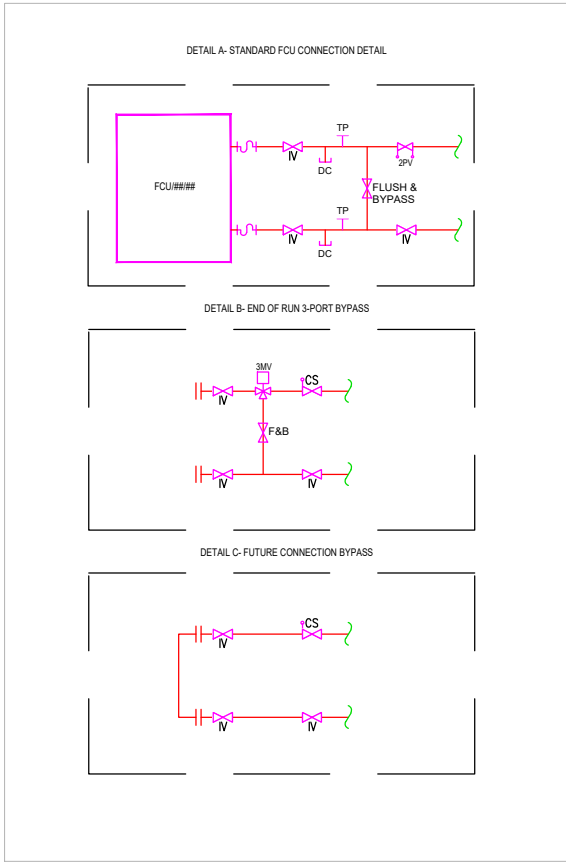 DETAIL A- STANDARD FCU CONNECTION DETAIL
TP
IV
DC
2PV
FCU/##/##
FLUSH &
BYPASS
TP
IV
DC
IV
DETAIL B- END OF RUN 3-PORT BYPASS
3MV
CS
IV
F&B
IV
IV
DETAIL C- FUTURE CONNECTION BYPASS
CS
IV
IV
IV